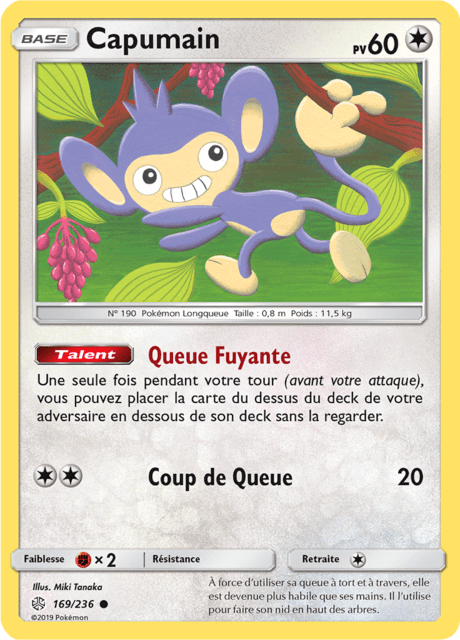 BASE Capumain PV60
N° 190 Pokémon Longqueue Taille : 0,8 m Poids : 11,5 kg
Talent Queue Fuyante
Une seule fois pendant votre tour (avant votre attaque),
vous pouvez placer la carte du dessus du deck de votre
adversaire en dessous de son deck sans la regarder.
Coup de Queue 20
Faiblesse ×2 Résistance Retraite
Illus. Miki Tanaka
169/236
©2019 Pokémon
À force d'utiliser sa queue à tort et à travers, elle
est devenue plus habile que ses mains. Il l'utilise
pour faire son nid en haut des arbres.